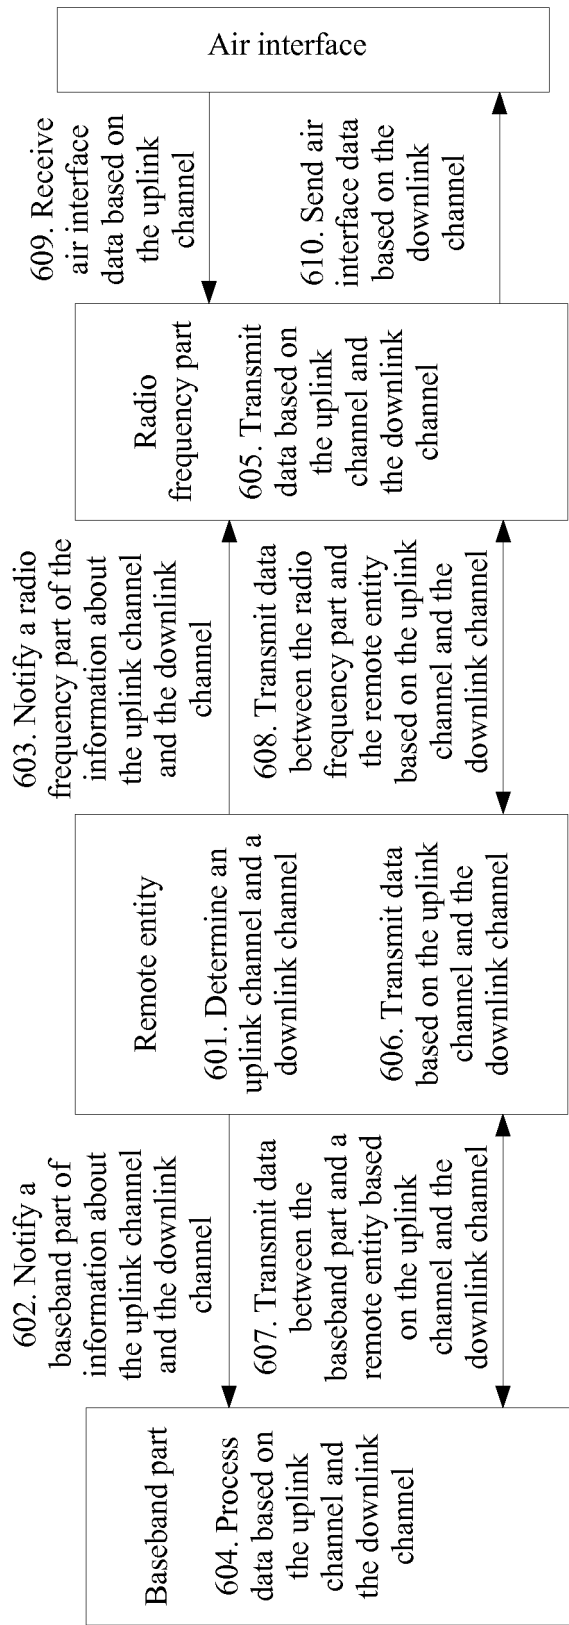 Baseband part
604. Process
data based on
the uplink
channel and
the downlink
channel
602. Notify a
baseband part of
information about
the uplink channel
and the downlink
channel
607. Transmit data
between the
baseband part and a
remote entity based
on the uplink
channel and the
downlink channel
Remote entity
601. Determine an
uplink channel and a
downlink channel
606. Transmit data
based on the uplink
channel and the
downlink channel
603. Notify a radio
frequency part of the
information about
the uplink channel
and the downlink
channel
608. Transmit data
between the radio
frequency part and
the remote entity
based on the uplink
channel and the
downlink channel
Radio
frequency part
605. Transmit
data based on
the uplink
channel and
the downlink
channel
609. Receive
air interface
data based on
the uplink
channel
610. Send air
interface data
based on the
downlink
channel
Air interface